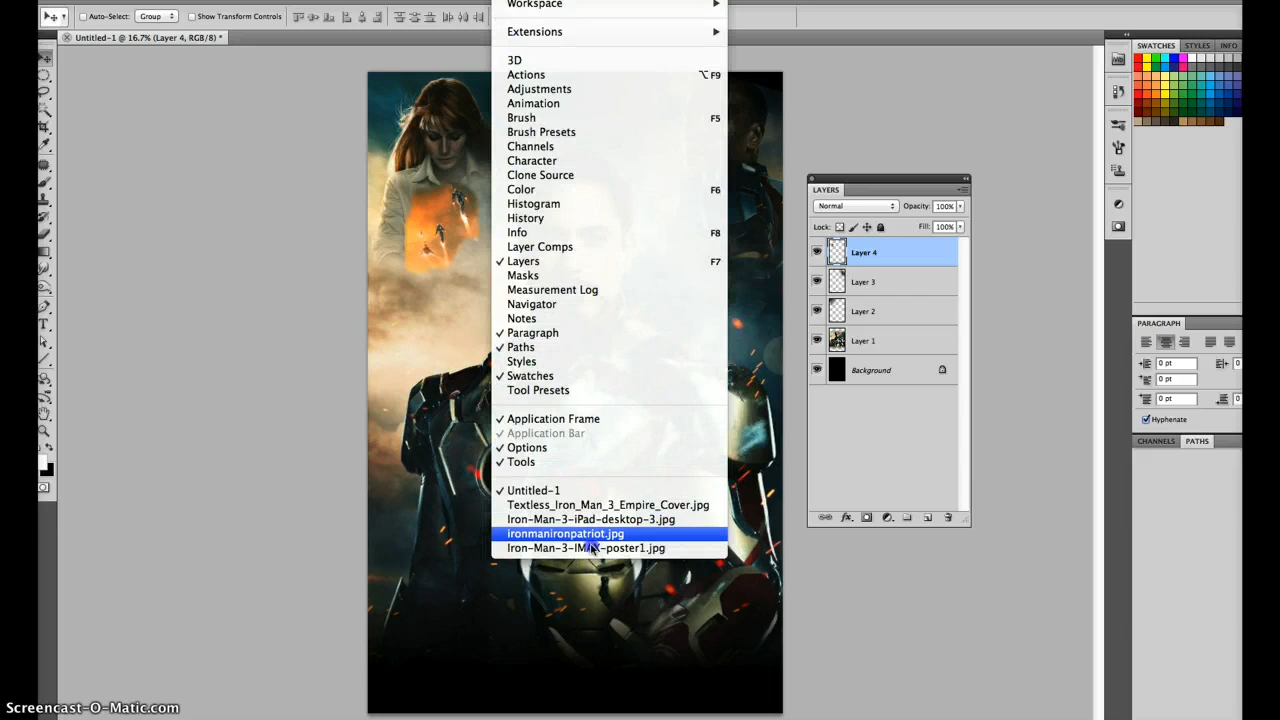 Auto-Select: Group Show Transform Controls
Untitled-1 @ 16.7% (Layer 4, RGB/8) *
Workspace
Extensions
3D
Actions ⌥F9
Adjustments
Animation
Brush F5
Brush Presets
Channels
Character
Clone Source
Color F6
Histogram
History
Info F8
Layer Comps
✓ Layers F7
Masks
Measurement Log
Navigator
Notes
✓ Paragraph
✓ Paths
Styles
✓ Swatches
Tool Presets
✓ Application Frame
✓ Application Bar
✓ Options
✓ Tools
✓ Untitled-1
Textless_Iron_Man_3_Empire_Cover.jpg
Iron-Man-3-iPad-desktop-3.jpg
ironmanironpatriot.jpg
Iron-Man-3-IMAX-poster1.jpg
LAYERS
Normal Opacity: 100%
Lock: Fill: 100%
Layer 4
Layer 3
Layer 2
Layer 1
Background
SWATCHES STYLES INFO
PARAGRAPH
0 pt 0
0 pt
0 pt 0
Hyphenate
CHANNELS PATHS
Screencast-O-Matic.com